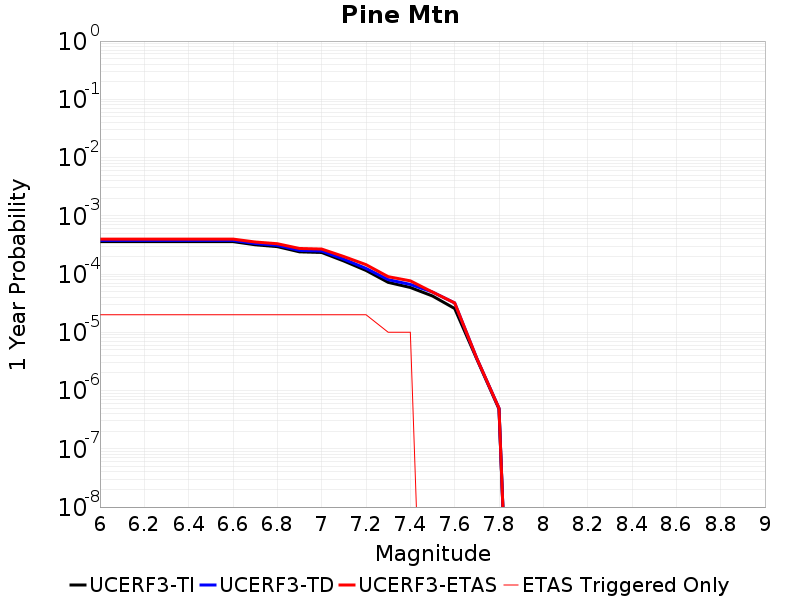 Pine Mtn
10^0
10^-1
10^-2
10^-3
10^-4
10^-5
10^-6
10^-7
10^-8
1 Year Probability
6 6.2 6.4 6.6 6.8 7 7.2 7.4 7.6 7.8 8 8.2 8.4 8.6 8.8 9
Magnitude
UCERF3-TI UCERF3-TD UCERF3-ETAS ETAS Triggered Only